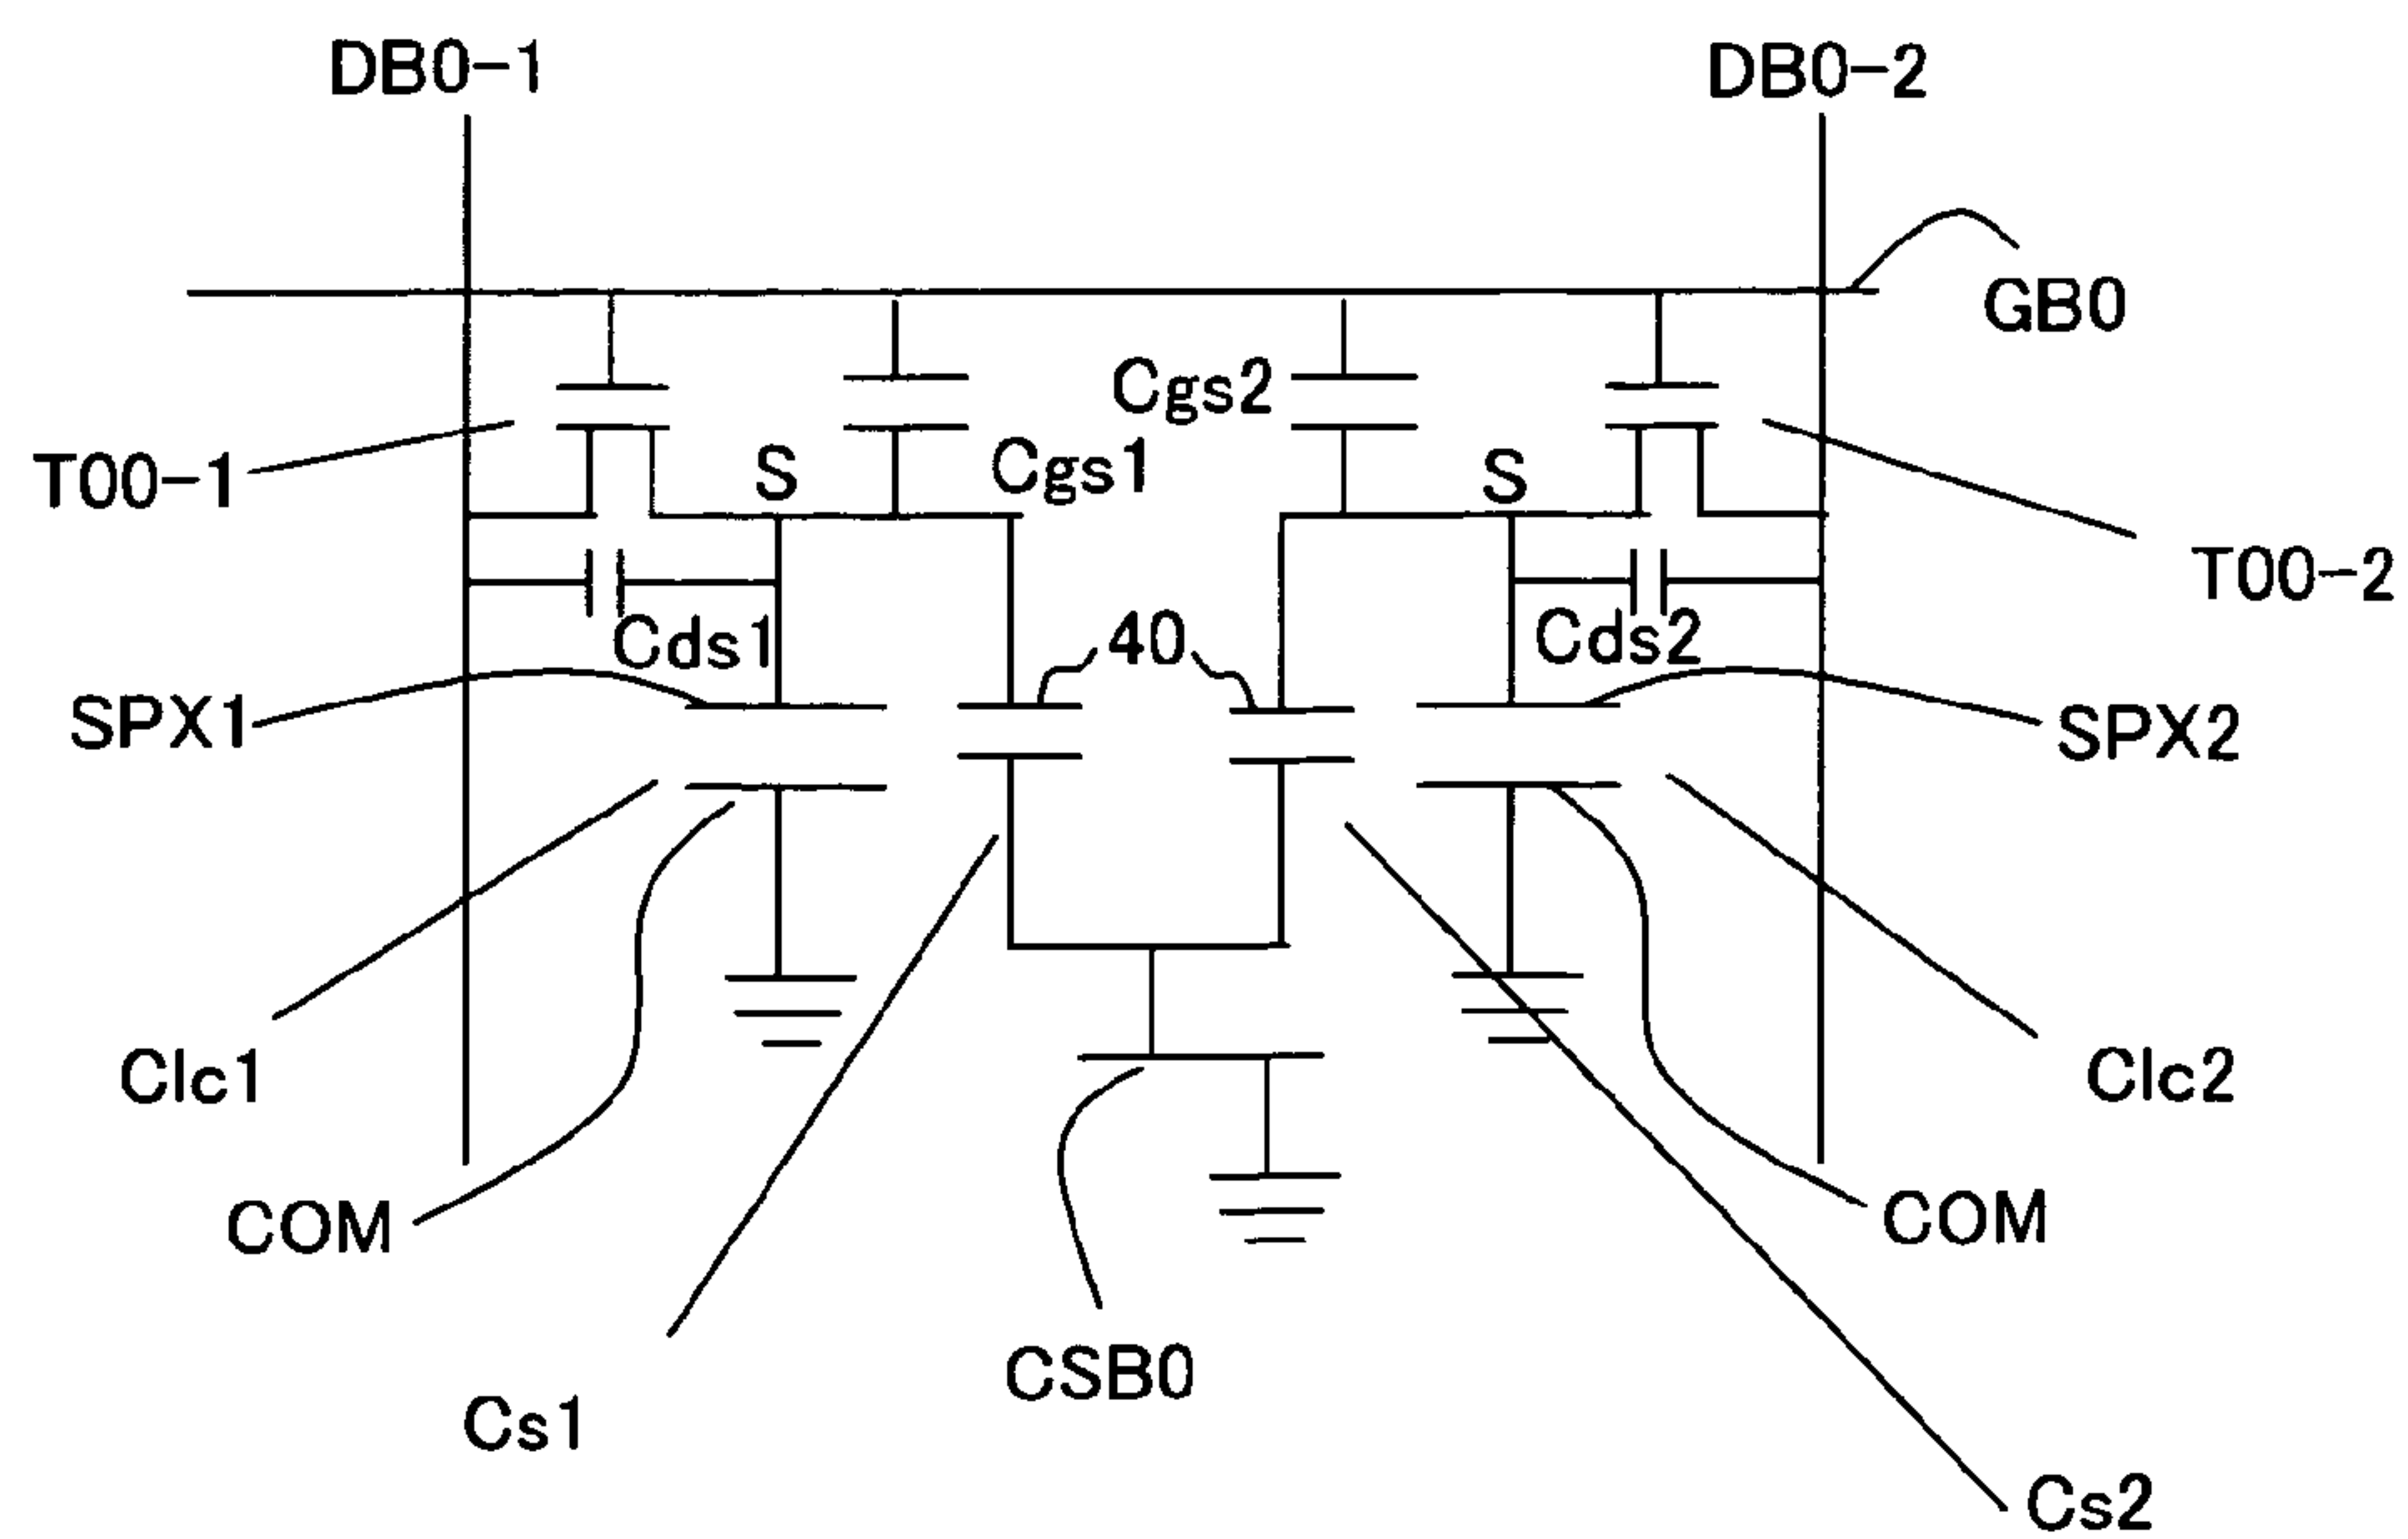 DB0-1
DB0-2
GB0
Cgs2
Cgs1
T00-1
S
S
T00-2
Cds1
40
Cds2
SPX1
SPX2
Clc1
Clc2
COM
COM
CSB0
Cs1
Cs2